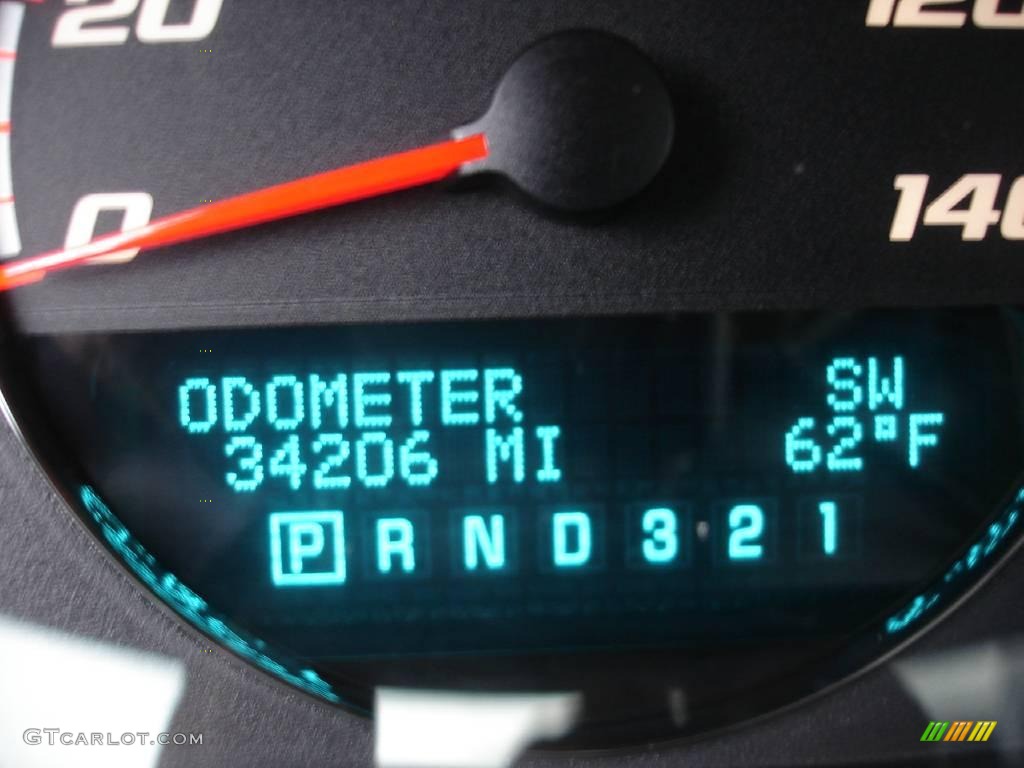 20
120
0
140
ODOMETER SW
34206 MI 62°F
P R N D 3 2 1
GTCARLOT.COM